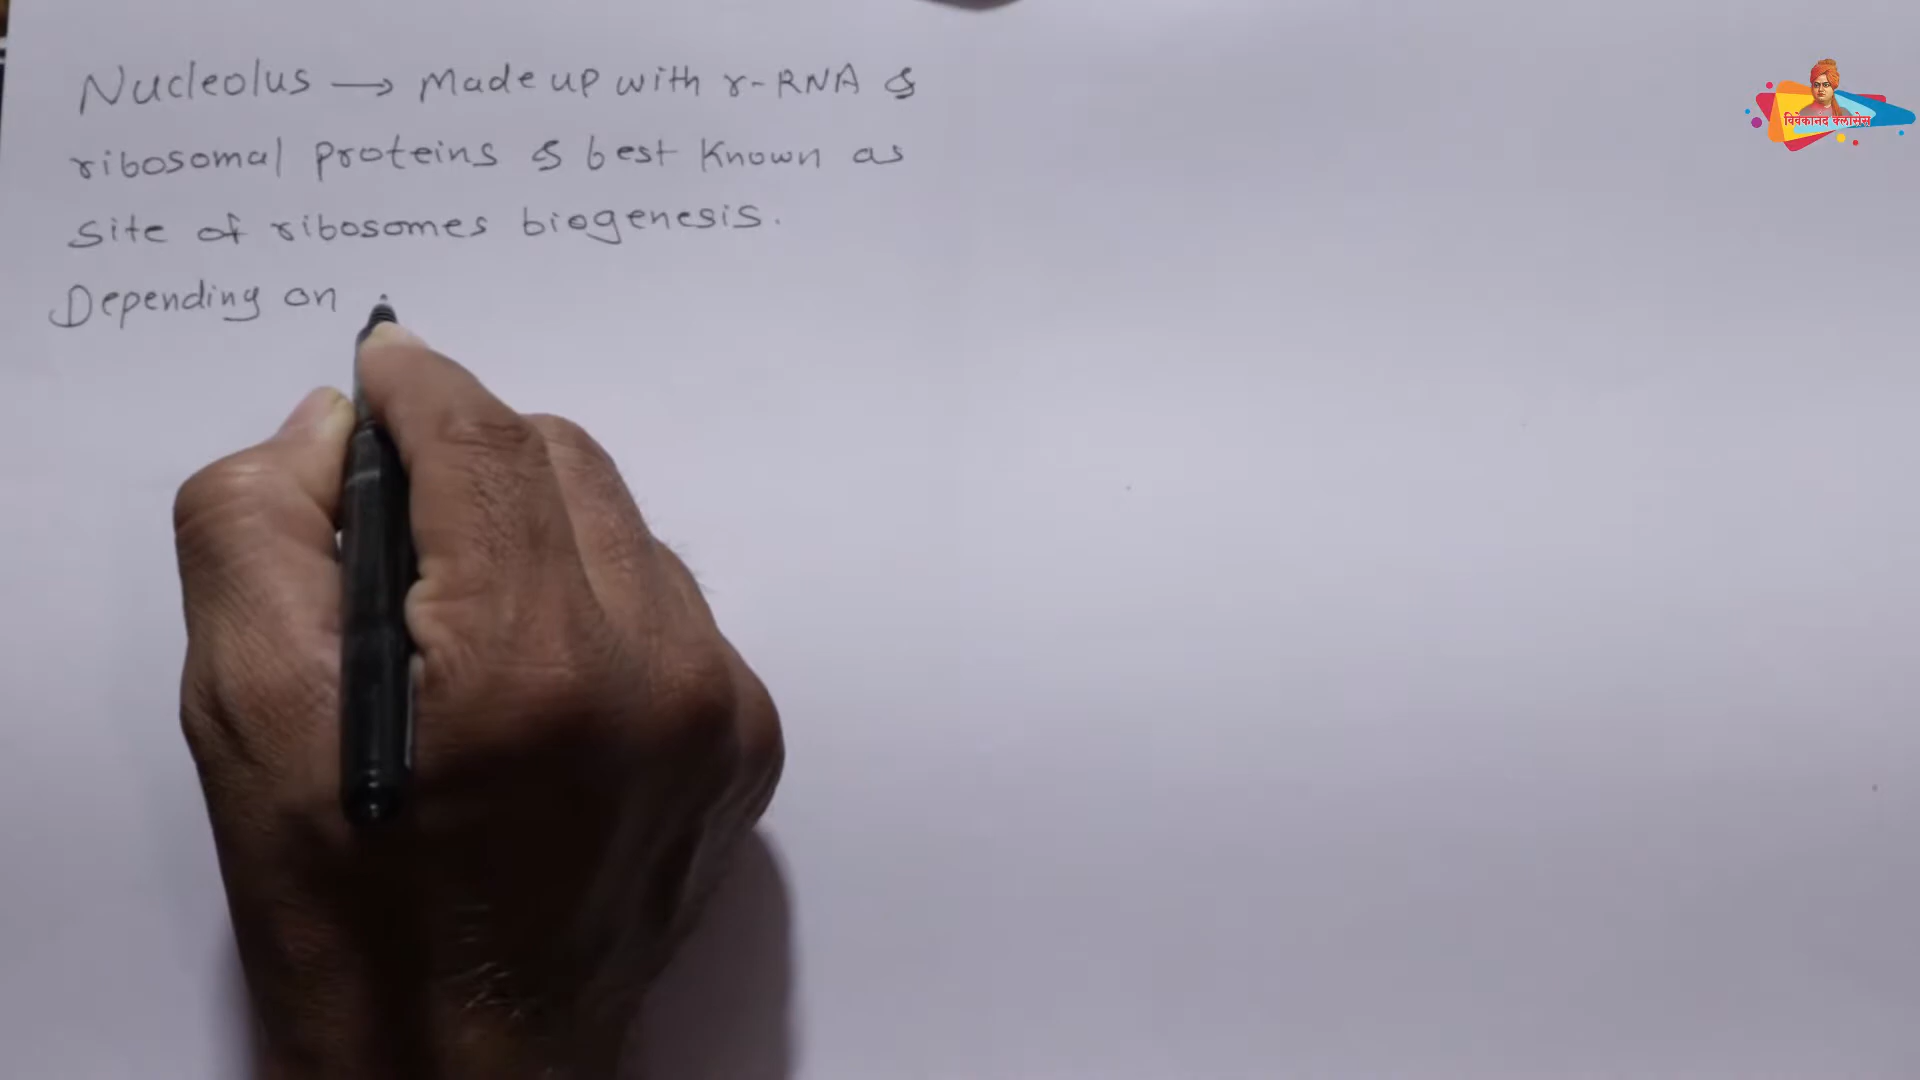 Nucleolus → Made up with r-RNA &
ribosomal proteins & best known as
site of ribosomes biogenesis.
Depending on
विवेकानंद क्लासेस